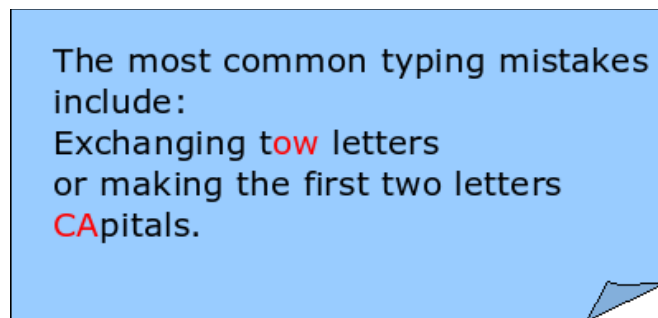 The most common typing mistakes
include:
Exchanging tow letters
or making the first two letters
CApitals.